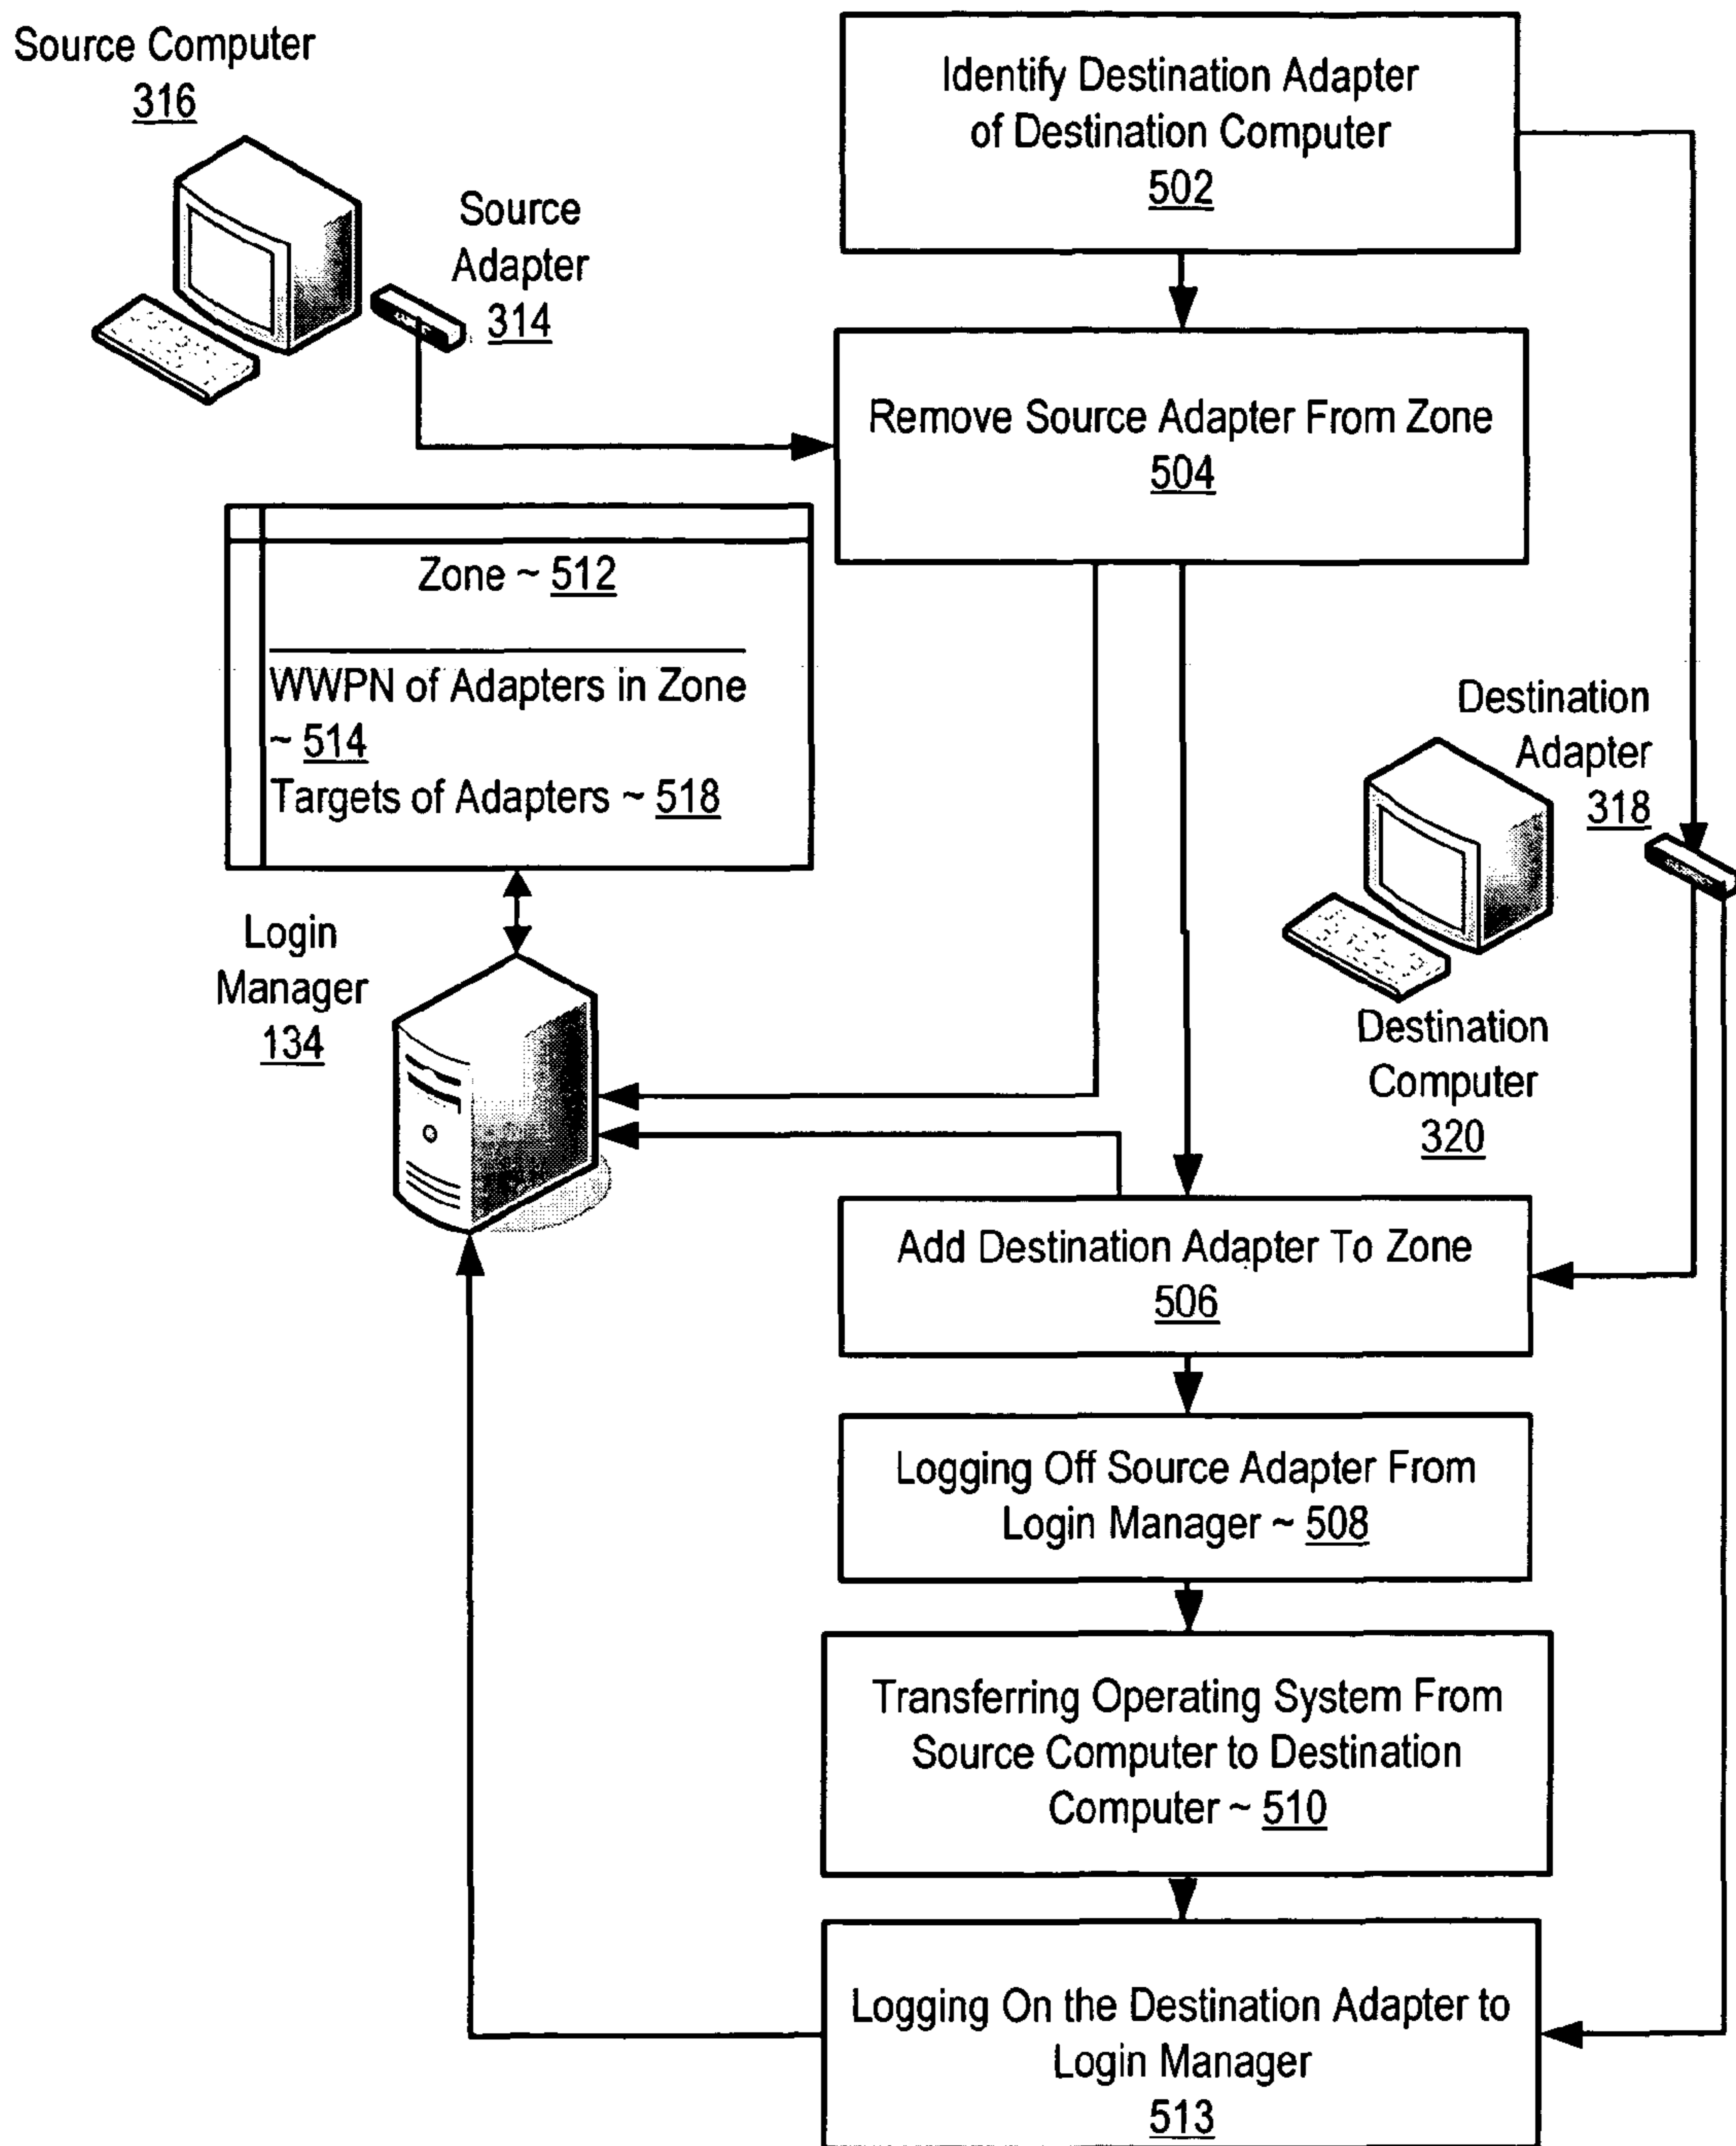 Source Computer
316
Identify Destination Adapter
of Destination Computer
502
Source
Adapter
314
Remove Source Adapter From Zone
504
Zone ~ 512
WWPN of Adapters in Zone
~ 514
Targets of Adapters ~ 518
Destination
Adapter
318
Login
Manager
134
Destination
Computer
320
Add Destination Adapter To Zone
506
Logging Off Source Adapter From
Login Manager ~ 508
Transferring Operating System From
Source Computer to Destination
Computer ~ 510
Logging On the Destination Adapter to
Login Manager
513